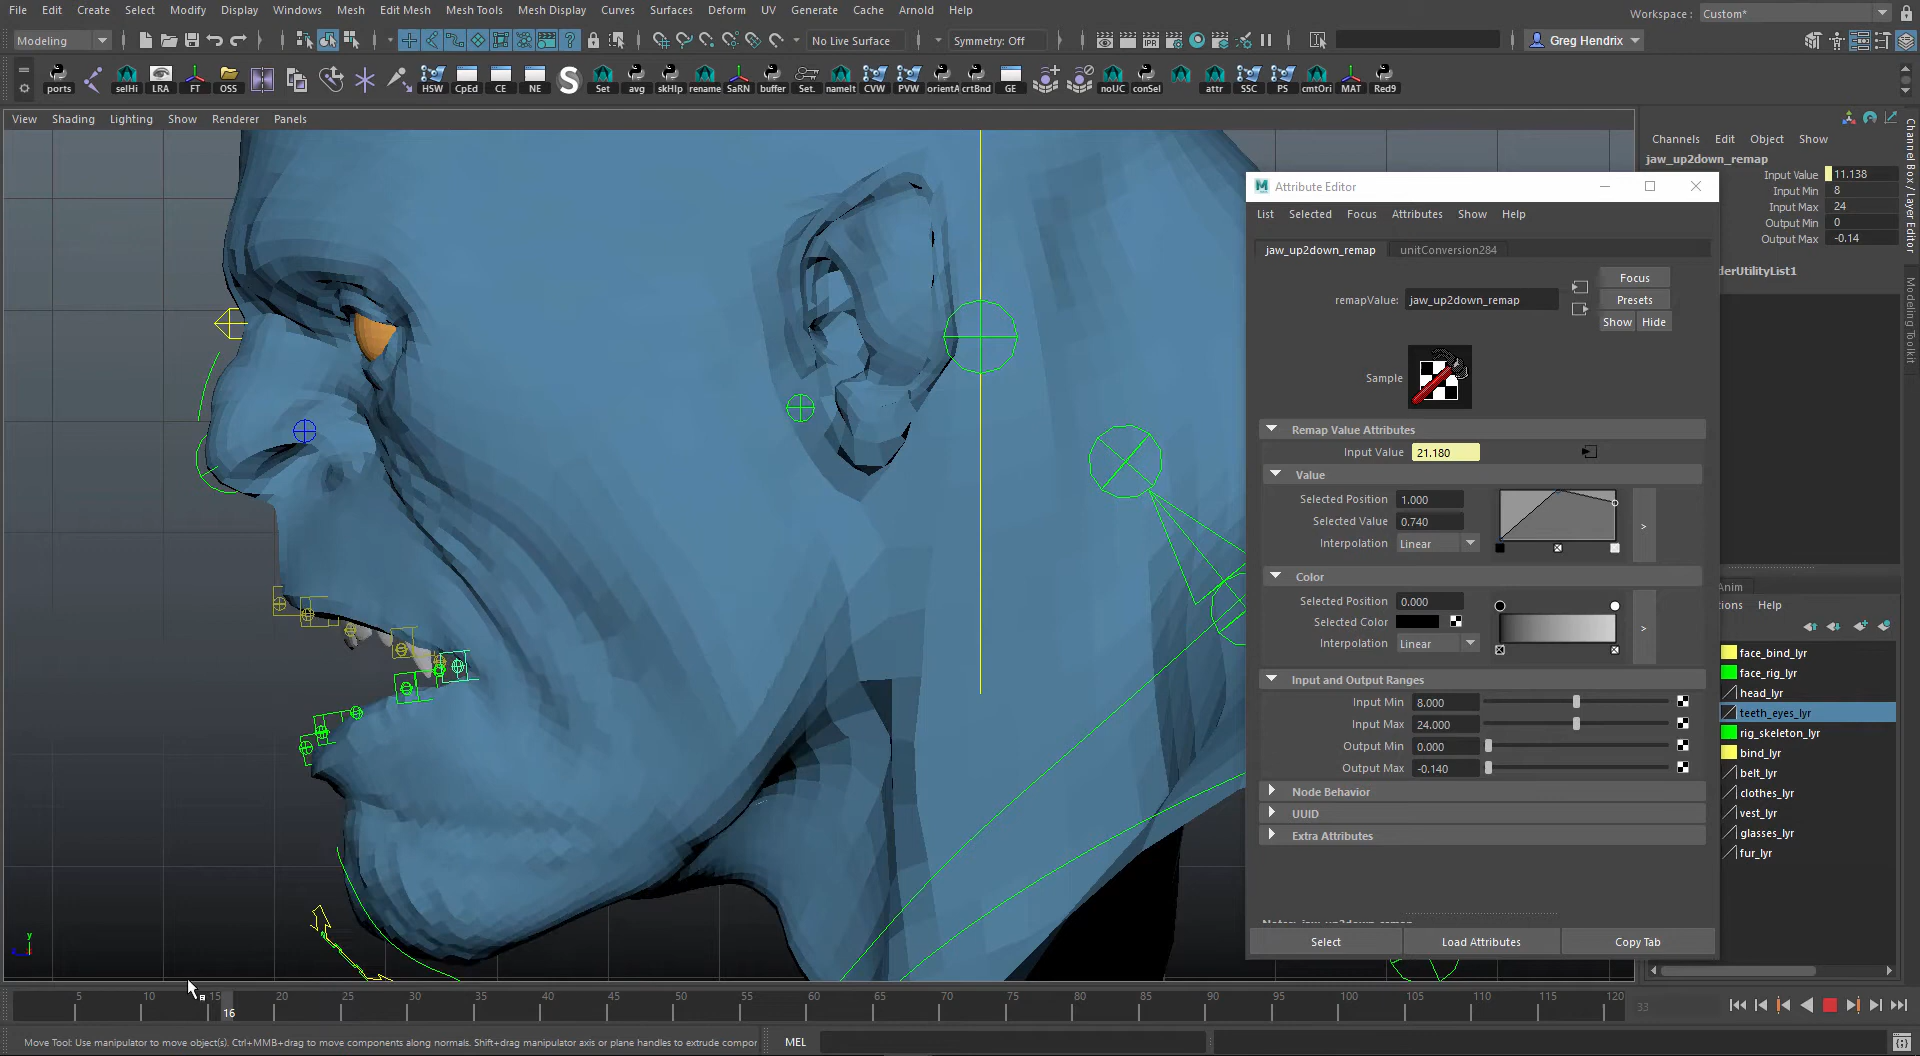 File Edit Create Select Modify Display Windows Mesh Edit Mesh Mesh Tools Mesh Display Curves Surfaces Deform UV Generate Cache Arnold Help
Workspace : Custom*
Modeling
No Live Surface
Symmetry: Off
Greg Hendrix
ports selHi LRA FT OSS HSW CpEd CE NE Set avg skHlp rename SaRN buffer Set. nameIt CVW PVW orientA crtBnd GE noUC conSel attr SSC PS cmtOri MAT Red9
View Shading Lighting Show Renderer Panels
Channels Edit Object Show
jaw_up2down_remap
Input Value 11.138
Input Min 8
Input Max 24
Output Min 0
Output Max -0.14
derUtilityList1
Channel Box / Layer Editor
Modeling Toolkit
Attribute Editor
List Selected Focus Attributes Show Help
jaw_up2down_remap unitConversion284
remapValue: jaw_up2down_remap
Focus
Presets
Show Hide
Sample
Remap Value Attributes
Input Value 21.180
Value
Selected Position 1.000
Selected Value 0.740
Interpolation Linear
>
Color
Selected Position 0.000
Selected Color
Interpolation Linear
>
Input and Output Ranges
Input Min 8.000
Input Max 24.000
Output Min 0.000
Output Max -0.140
Node Behavior
UUID
Extra Attributes
Notes: jaw_up2down_remap
Select Load Attributes Copy Tab
Anim
tions Help
face_bind_lyr
face_rig_lyr
head_lyr
teeth_eyes_lyr
rig_skeleton_lyr
bind_lyr
belt_lyr
clothes_lyr
vest_lyr
glasses_lyr
fur_lyr
y
5 10 15 20 25 30 35 40 45 50 55 60 65 70 75 80 85 90 95 100 105 110 115 120
16
33
Move Tool: Use manipulator to move object(s). Ctrl+MMB+drag to move components along normals. Shift+drag manipulator axis or plane handles to extrude compor
MEL